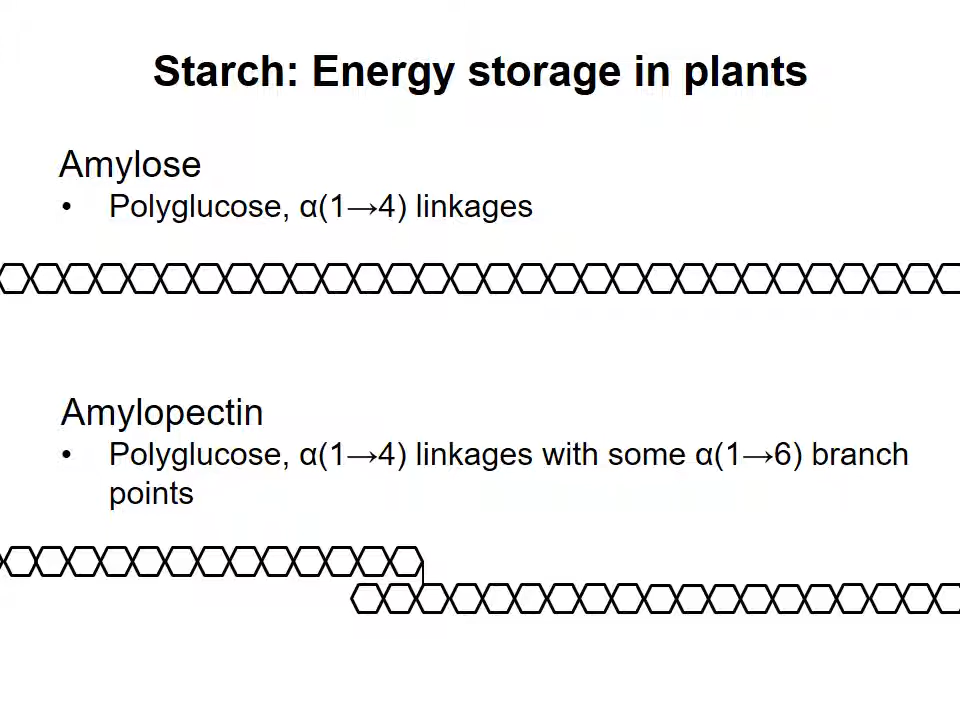 Starch: Energy storage in plants
Amylose
• Polyglucose, α(1→4) linkages
Amylopectin
• Polyglucose, α(1→4) linkages with some α(1→6) branch
points